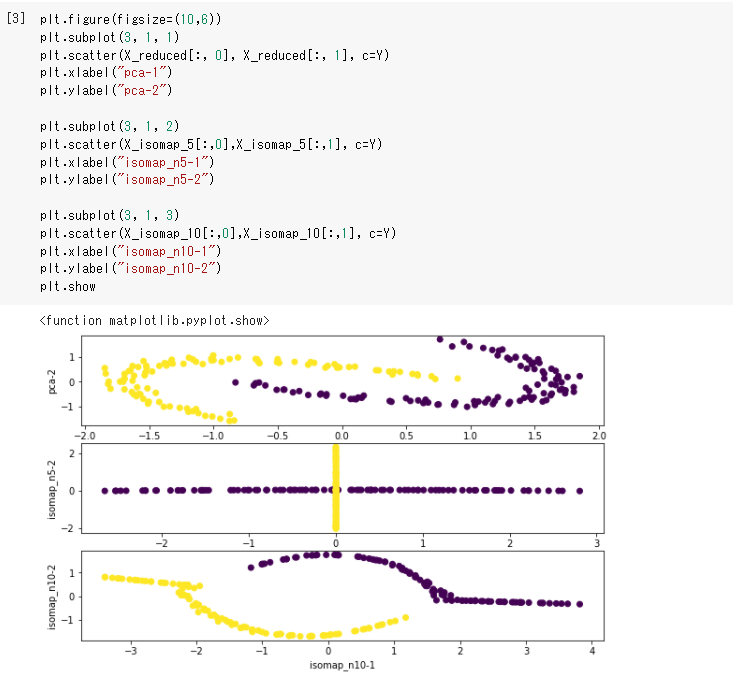 [3] plt.figure(figsize=(10,6))
plt.subplot(3, 1, 1)
plt.scatter(X_reduced[:, 0], X_reduced[:, 1], c=Y)
plt.xlabel("pca-1")
plt.ylabel("pca-2")
plt.subplot(3, 1, 2)
plt.scatter(X_isomap_5[:,0],X_isomap_5[:,1], c=Y)
plt.xlabel("isomap_n5-1")
plt.ylabel("isomap_n5-2")
plt.subplot(3, 1, 3)
plt.scatter(X_isomap_10[:,0],X_isomap_10[:,1], c=Y)
plt.xlabel("isomap_n10-1")
plt.ylabel("isomap_n10-2")
plt.show
<function matplotlib.pyplot.show>
pca-2
1
0
−1
−2.0 −1.5 −1.0 −0.5 0.0 0.5 1.0 1.5 2.0
isomap_n5-2
2
0
−2
−2 −1 0 1 2 3
isomap_n10-2
1
0
−1
−3 −2 −1 0 1 2 3 4
isomap_n10-1